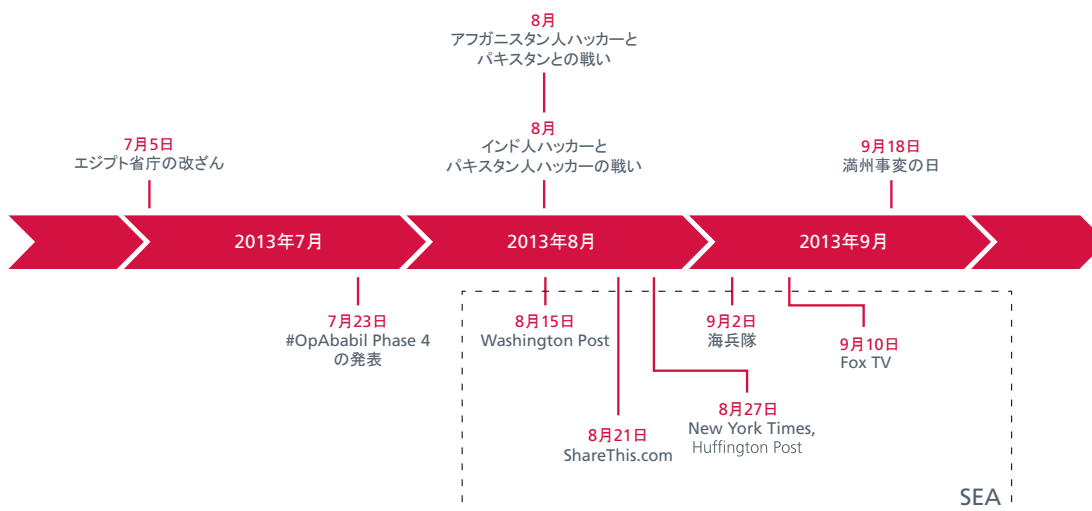 8月
アフガニスタン人ハッカーと
パキスタンとの戦い
8月
インド人ハッカーと
パキスタン人ハッカーの戦い
7月5日
エジプト省庁の改ざん
9月18日
満州事変の日
2013年7月
2013年8月
2013年9月
7月23日
#OpAbabil Phase 4
の発表
8月15日
Washington Post
8月21日
ShareThis.com
8月27日
New York Times,
Huffington Post
9月2日
海兵隊
9月10日
Fox TV
SEA